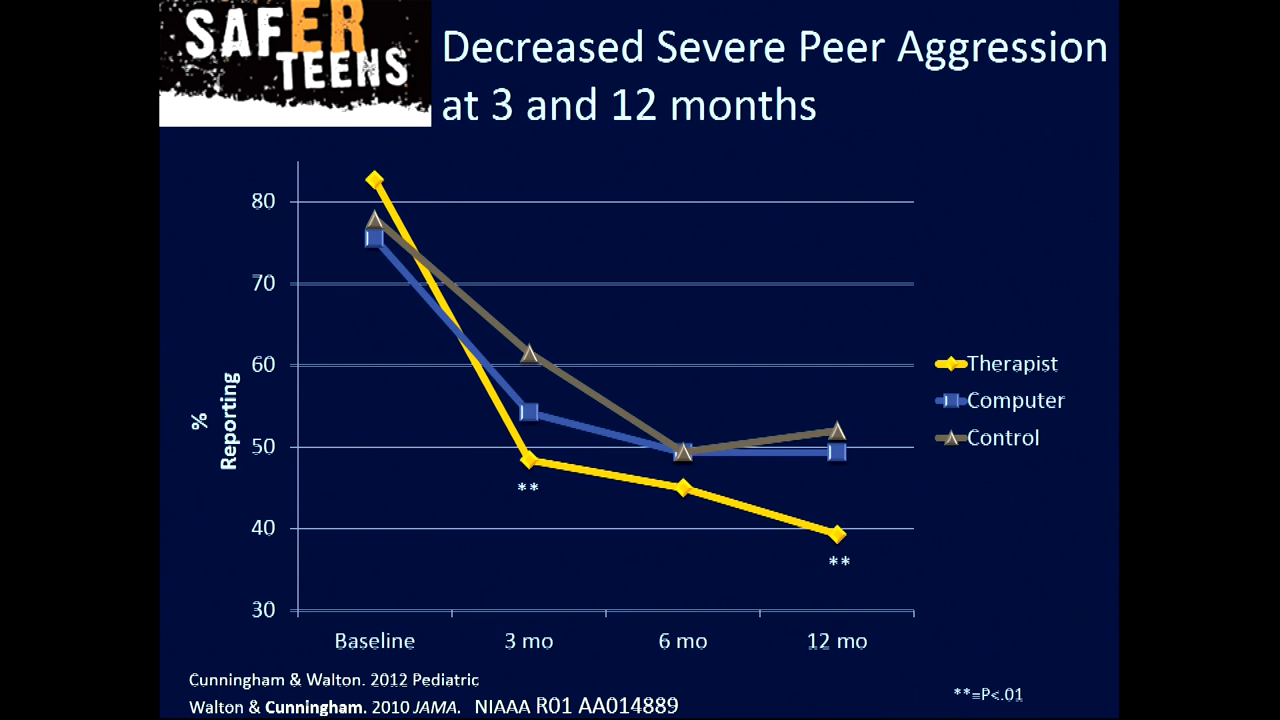 SAFER
TEENS
Decreased Severe Peer Aggression
at 3 and 12 months
80
70
60
50
40
30
%
Reporting
**
**
Baseline
3 mo
6 mo
12 mo
Therapist
Computer
Control
Cunningham & Walton. 2012 Pediatric
Walton & Cunningham. 2010 JAMA. NIAAA R01 AA014889
**=P<.01